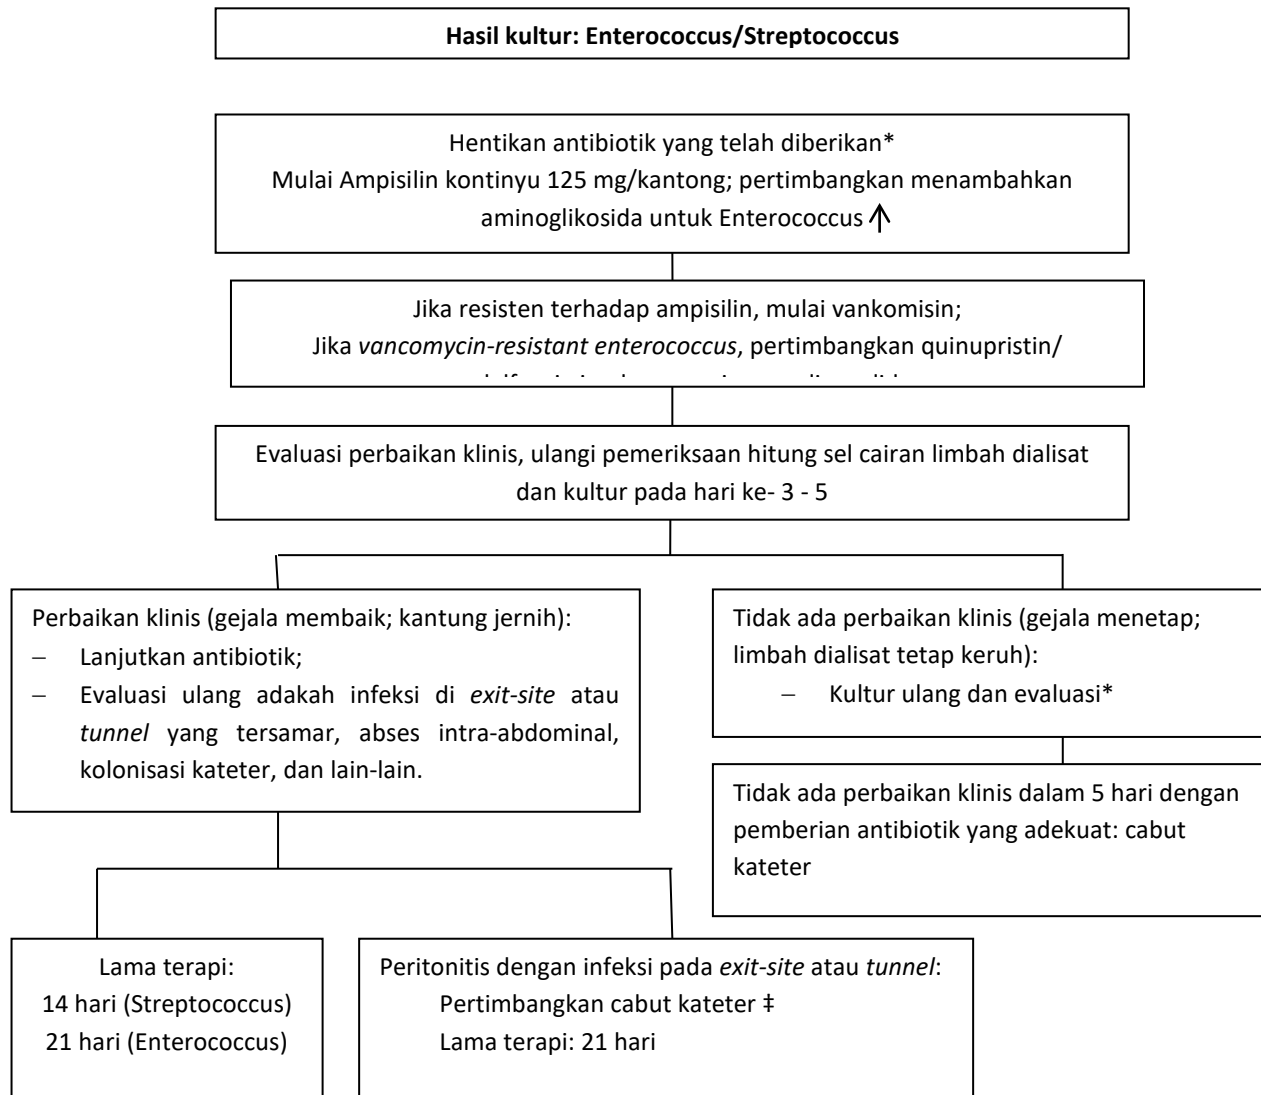 Hasil kultur: Enterococcus/Streptococcus
Hentikan antibiotik yang telah diberikan*
Mulai Ampisilin kontinyu 125 mg/kantong; pertimbangkan menambahkan
aminoglikosida untuk Enterococcus ↑
Jika resisten terhadap ampisilin, mulai vankomisin;
Jika vancomycin-resistant enterococcus, pertimbangkan quinupristin/
Evaluasi perbaikan klinis, ulangi pemeriksaan hitung sel cairan limbah dialisat
dan kultur pada hari ke- 3 - 5
Perbaikan klinis (gejala membaik; kantung jernih):
– Lanjutkan antibiotik;
– Evaluasi ulang adakah infeksi di exit-site atau
tunnel yang tersamar, abses intra-abdominal,
kolonisasi kateter, dan lain-lain.
Tidak ada perbaikan klinis (gejala menetap;
limbah dialisat tetap keruh):
– Kultur ulang dan evaluasi*
Tidak ada perbaikan klinis dalam 5 hari dengan
pemberian antibiotik yang adekuat: cabut
kateter
Lama terapi:
14 hari (Streptococcus)
21 hari (Enterococcus)
Peritonitis dengan infeksi pada exit-site atau tunnel:
Pertimbangkan cabut kateter ‡
Lama terapi: 21 hari